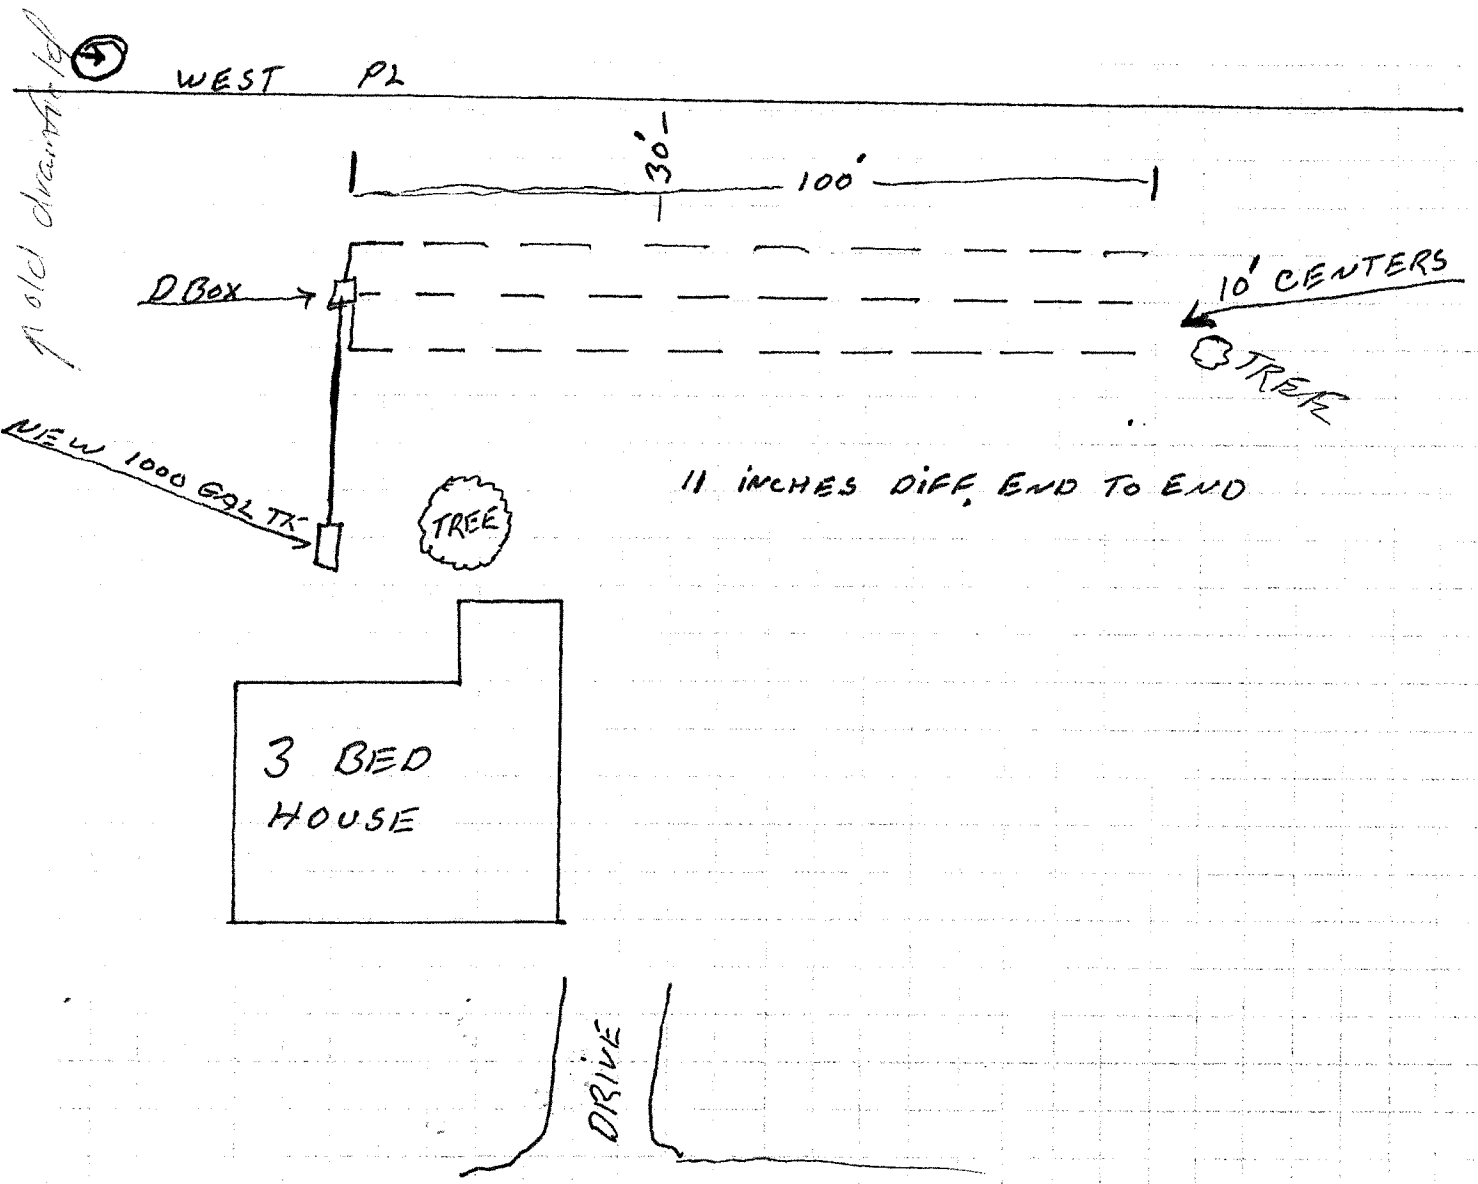 old drainfield
WEST PL
30'
100'
D BOX
10' CENTERS
TREE
NEW 1000 GAL TK
TREE
11 INCHES DIFF, END TO END
3 BED
HOUSE
DRIVE